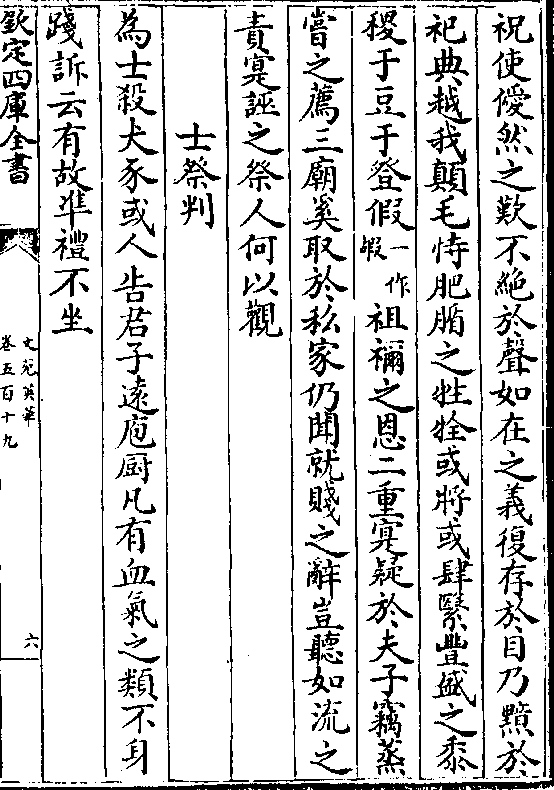 祝使僾然之歎不絶於聲如在之義復存於目乃黷於
祀典越我顛毛恃肥腯之牲牷或將或肆繄豐盛之黍
稷于豆于登假一作嘏祖禰之恩二重寔疑於夫子竊蒸
嘗之薦三廟奚取於私家仍聞就賤之辭豈聽如流之
責寔誣之祭人何以觀
士祭判
為士殺犬豕或人告君子遠庖厨凡有血氣之類不身
踐訴云有故准禮不坐
欽定四庫全書
文苑英華
卷五百十九
六